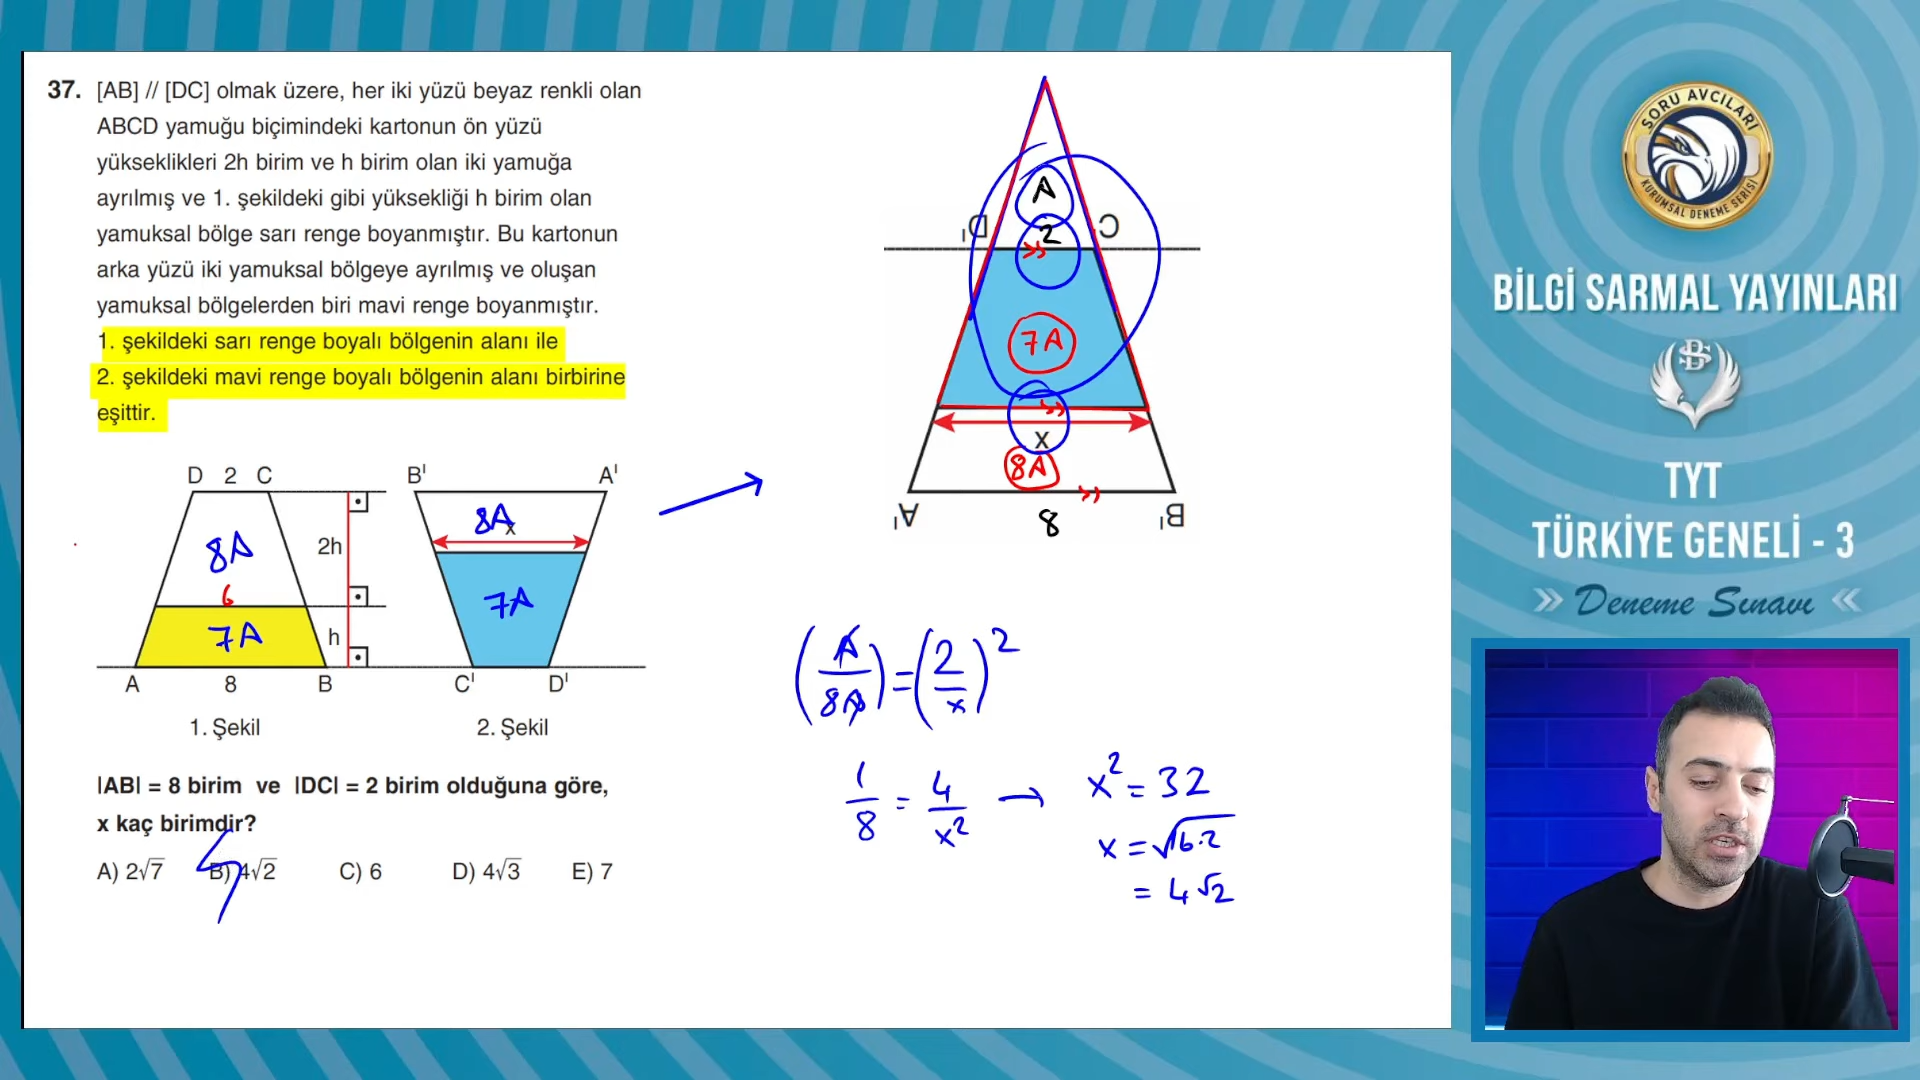 37. [AB] // [DC] olmak üzere, her iki yüzü beyaz renkli olan
ABCD yamuğu biçimindeki kartonun ön yüzü
yükseklikleri 2h birim ve h birim olan iki yamuğa
ayrılmış ve 1. şekildeki gibi yüksekliği h birim olan
yamuksal bölge sarı renge boyanmıştır. Bu kartonun
arka yüzü iki yamuksal bölgeye ayrılmış ve oluşan
yamuksal bölgelerden biri mavi renge boyanmıştır.
1. şekildeki sarı renge boyalı bölgenin alanı ile
2. şekildeki mavi renge boyalı bölgenin alanı birbirine
eşittir.
D 2 C
8A
2h
6
7A
h
A 8 B
1. Şekil
B' A'
8A
x
7A
C' D'
2. Şekil
|AB| = 8 birim ve |DC| = 2 birim olduğuna göre,
x kaç birimdir?
A) 2√7 B) 4√2 C) 6 D) 4√3 E) 7
A
D' 2 C'
7A
x
8A
A' 8 B'
(A/8A) = (2/x)²
1/8 = 4/x² → x² = 32
x = √16·2
= 4√2
SORU AVCILARI
KURUMSAL DENEME SERİSİ
BİLGİ SARMAL YAYINLARI
BS
TYT
TÜRKİYE GENELİ - 3
» Deneme Sınavı «